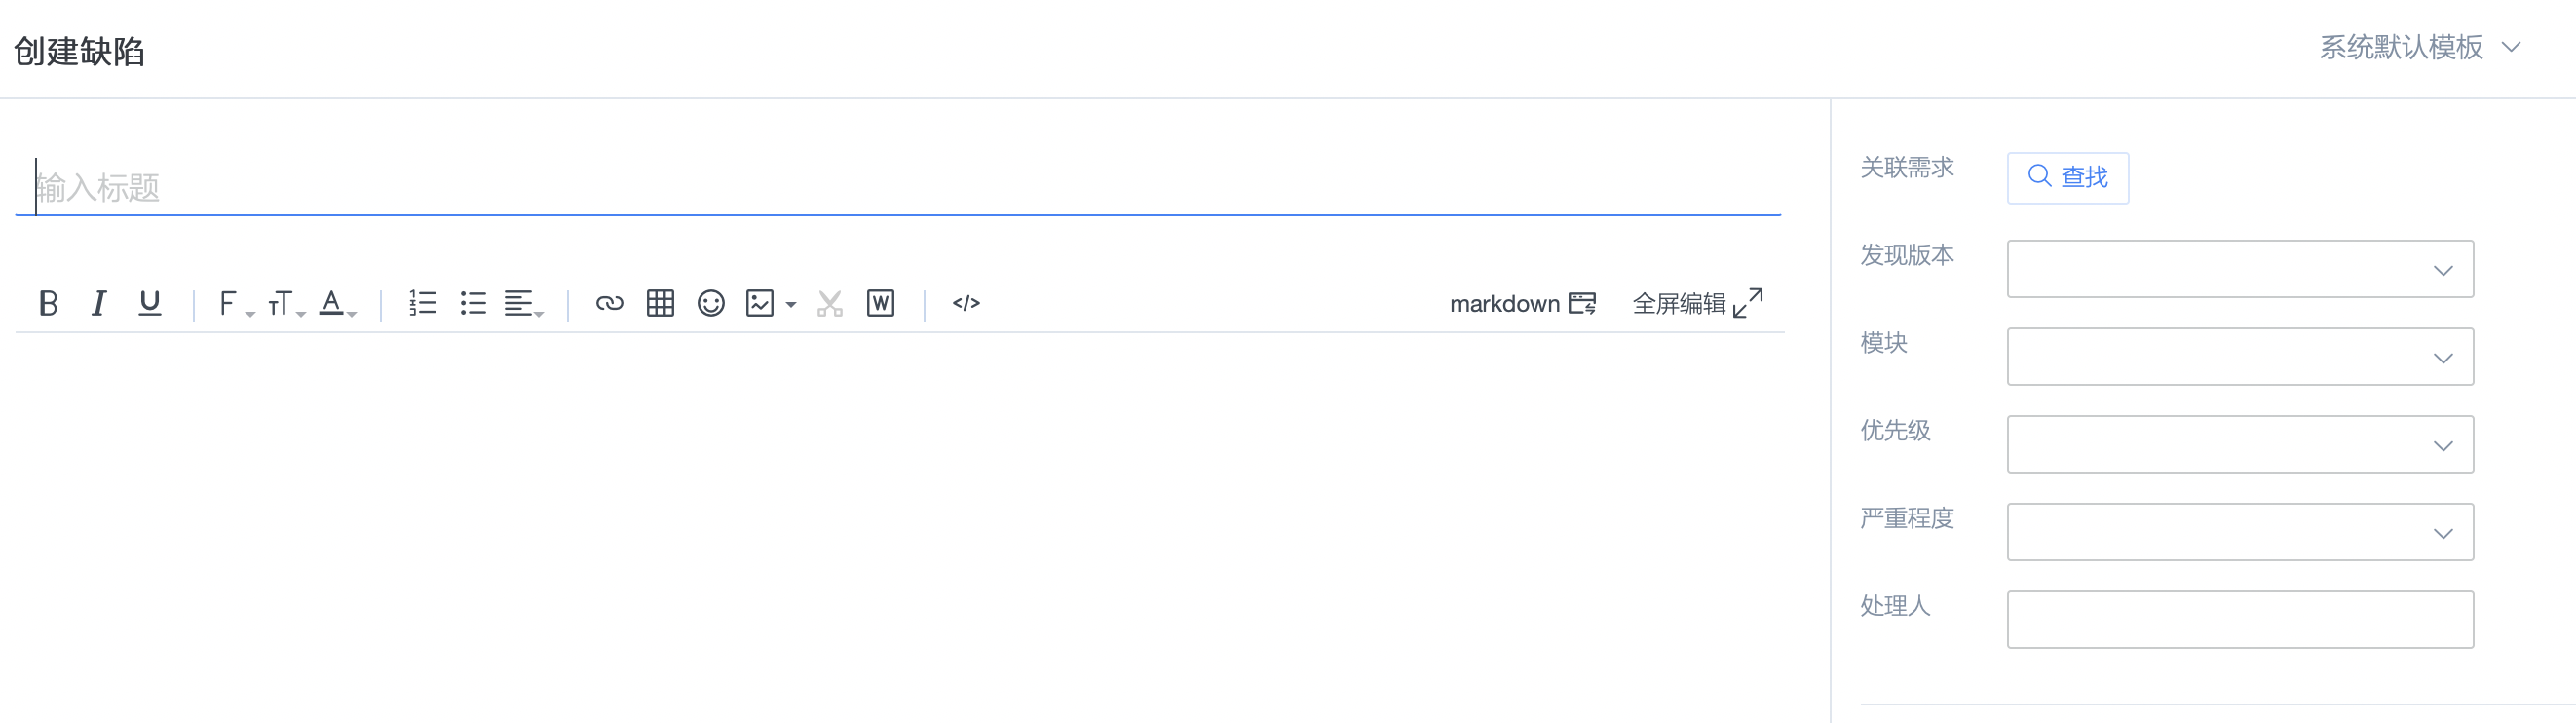 创建缺陷
系统默认模板
输入标题
markdown
全屏编辑
关联需求
查找
发现版本
模块
优先级
严重程度
处理人